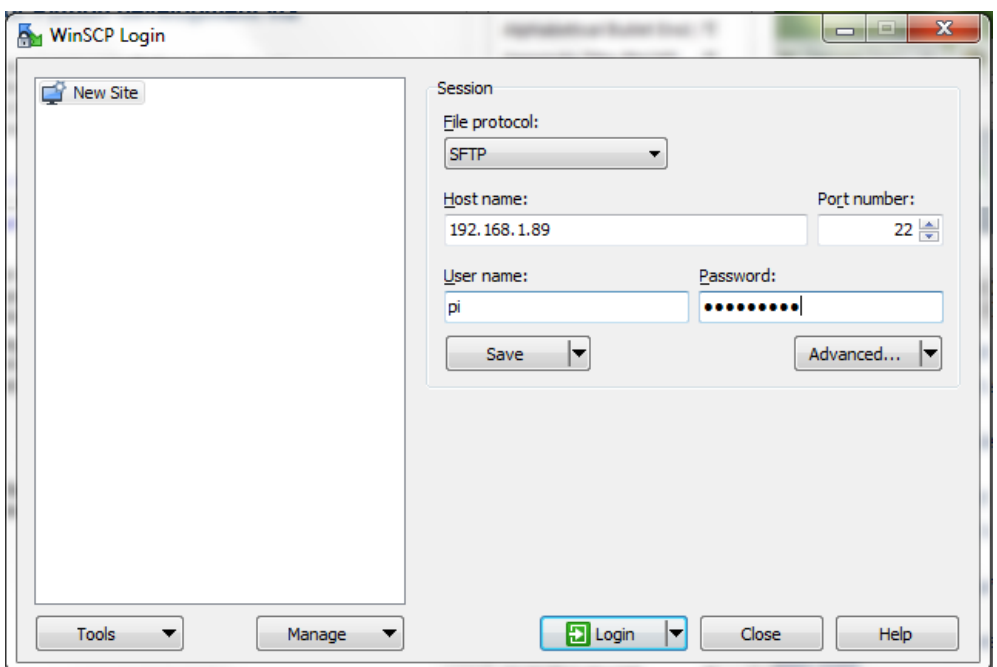 WinSCP Login
New Site
Session
File protocol:
SFTP
Host name:
Port number:
192.168.1.89
22
User name:
Password:
pi
●●●●●●●●●
Save
Advanced...
Tools
Manage
Login
Close
Help